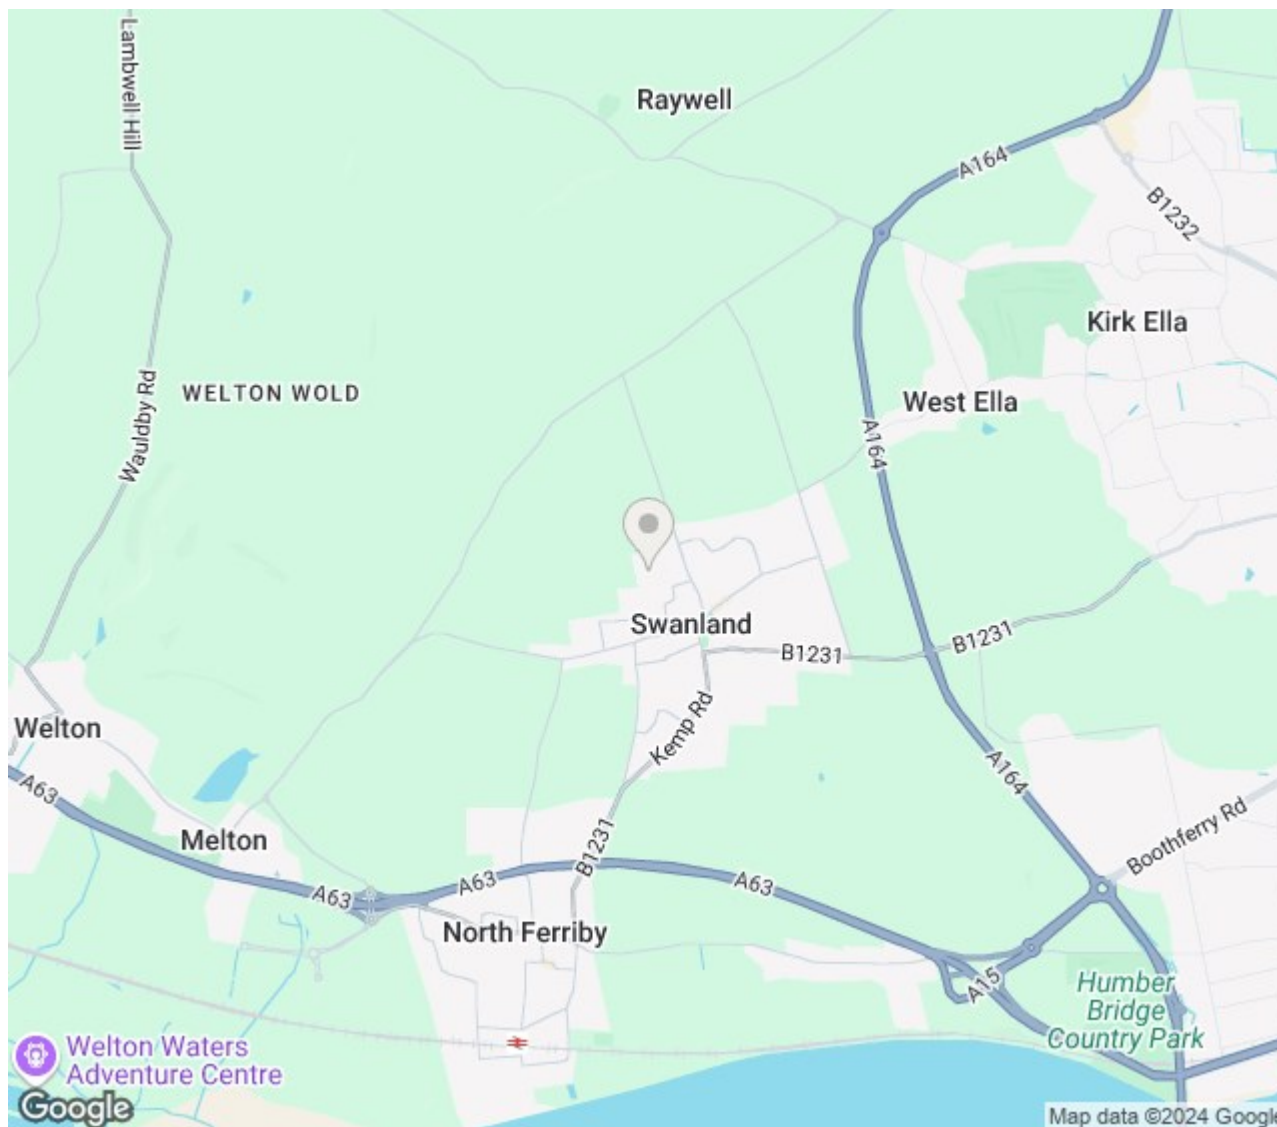 Lambwell Hill
Raywell
A164
B1232
Kirk Ella
WELTON WOLD
Wauldby Rd
West Ella
A164
Swanland
B1231
B1231
Welton
Kemp Rd
A164
A63
Boothferry Rd
Melton
B1231
A63
A63
A63
North Ferriby
A15
Humber
Bridge
Country Park
Welton Waters
Adventure Centre
Google
Map data ©2024 Google